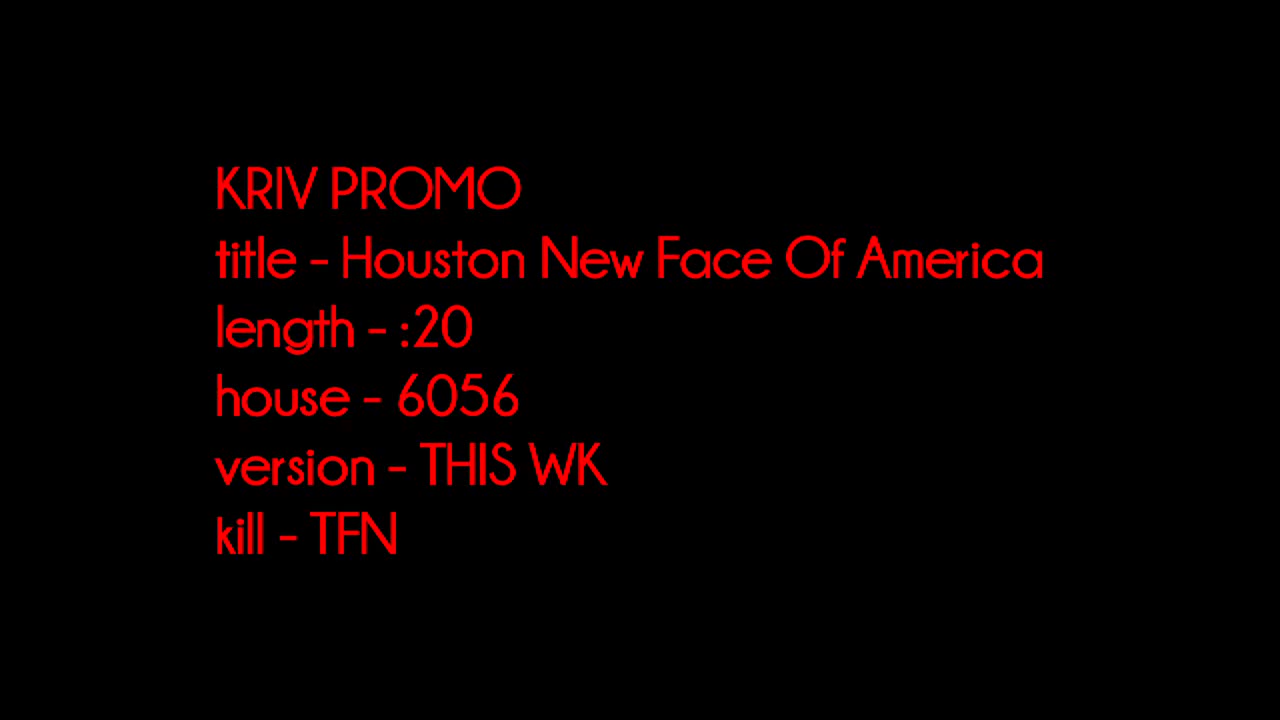 KRIV PROMO
title - Houston New Face Of America
length - :20
house - 6056
version - THIS WK
kill - TFN